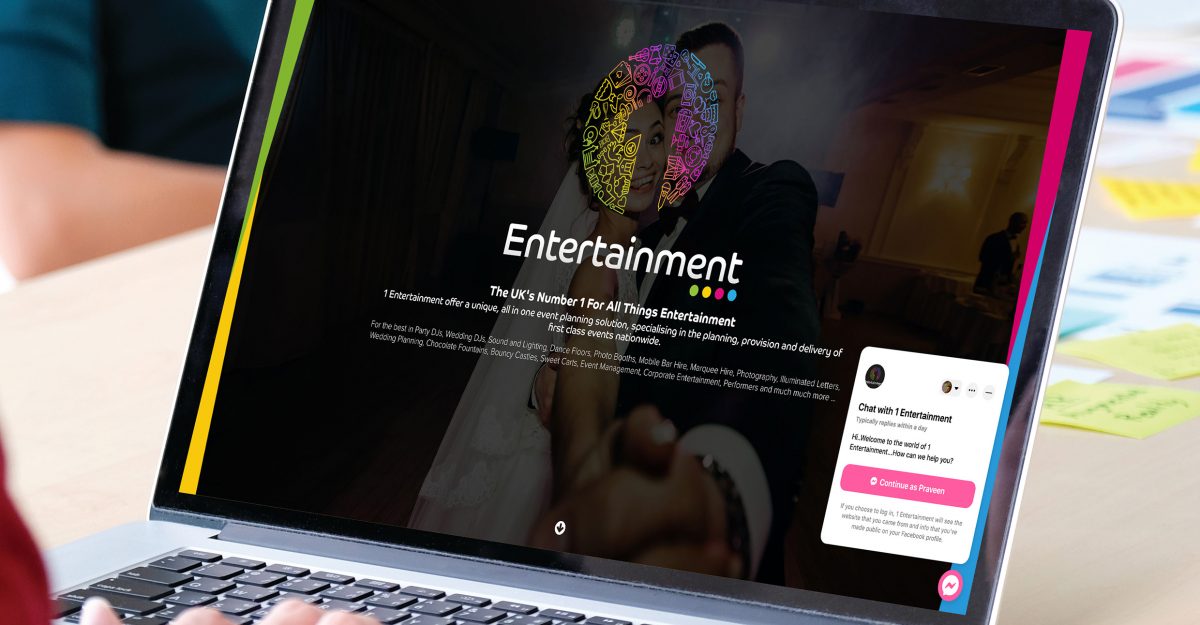 Entertainment
The UK's Number 1 For All Things Entertainment
1 Entertainment offer a unique, all in one event planning solution, specialising in the planning, provision and delivery of
first class events nationwide.
For the best in Party DJs, Wedding DJs, Sound and Lighting, Dance Floors, Photo Booths, Mobile Bar Hire, Marquee Hire, Photography, Illuminated Letters,
Wedding Planning, Chocolate Fountains, Bouncy Castles, Sweet Carts, Event Management, Corporate Entertainment, Performers and much much more ...
Chat with 1 Entertainment
Typically replies within a day
Hi..Welcome to the world of 1
Entertainment...How can we help you?
Continue as Praveen
If you choose to log in, 1 Entertainment will see the
website that you came from and info that you've
made public on your Facebook profile.